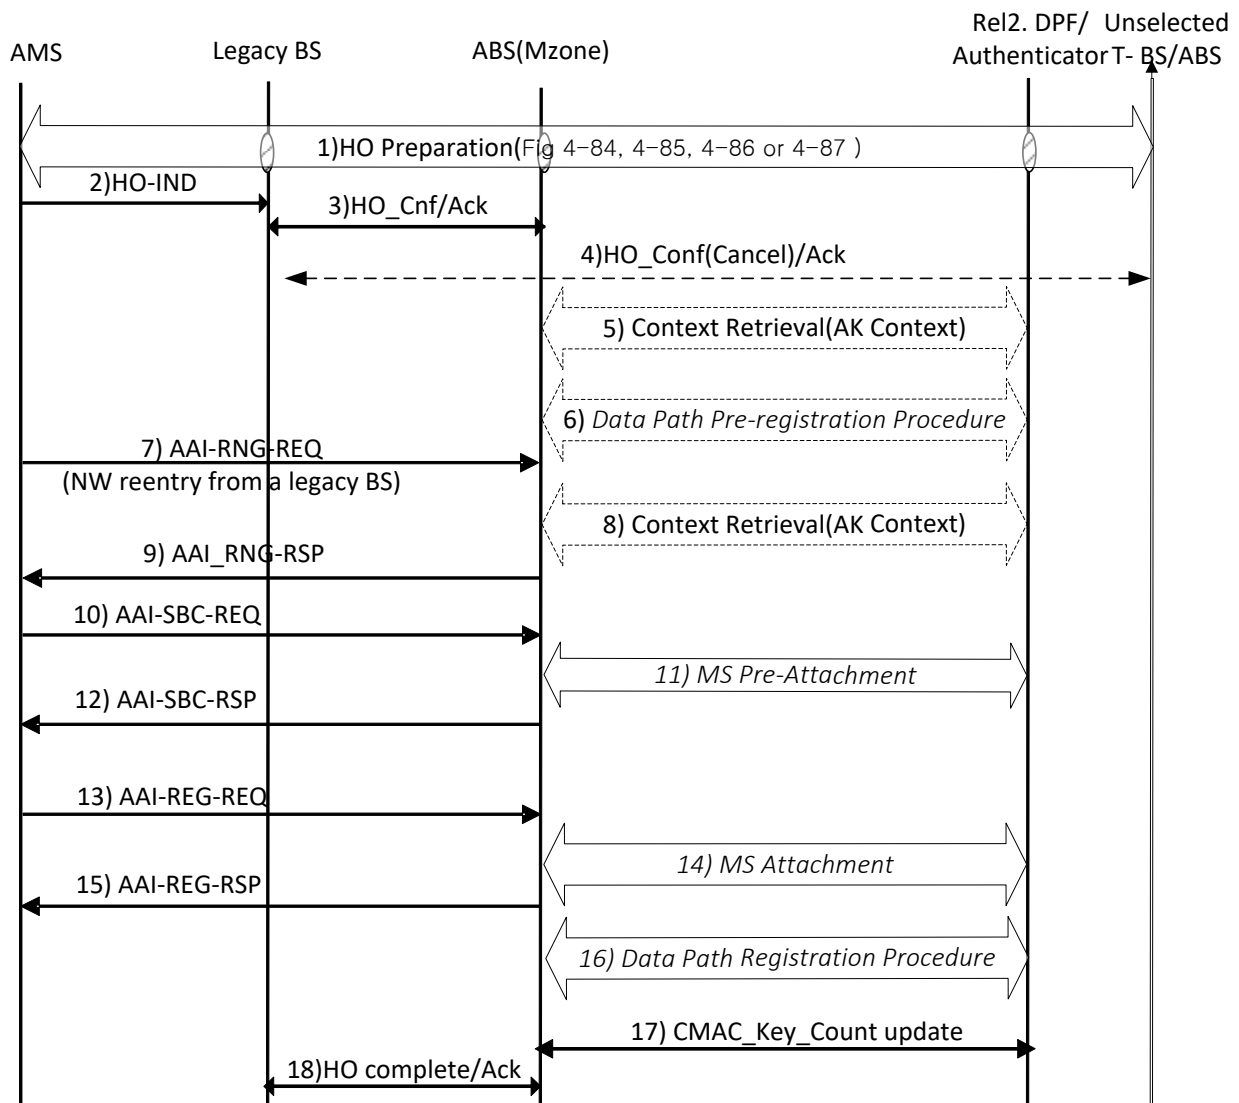 Rel2. DPF/ Unselected
AMS Legacy BS ABS(Mzone) Authenticator T- BS/ABS
1)HO Preparation(Fig 4-84, 4-85, 4-86 or 4-87 )
2)HO-IND
3)HO_Cnf/Ack
4)HO_Conf(Cancel)/Ack
5) Context Retrieval(AK Context)
6) Data Path Pre-registration Procedure
7) AAI-RNG-REQ
(NW reentry from a legacy BS)
8) Context Retrieval(AK Context)
9) AAI_RNG-RSP
10) AAI-SBC-REQ
11) MS Pre-Attachment
12) AAI-SBC-RSP
13) AAI-REG-REQ
14) MS Attachment
15) AAI-REG-RSP
16) Data Path Registration Procedure
17) CMAC_Key_Count update
18)HO complete/Ack